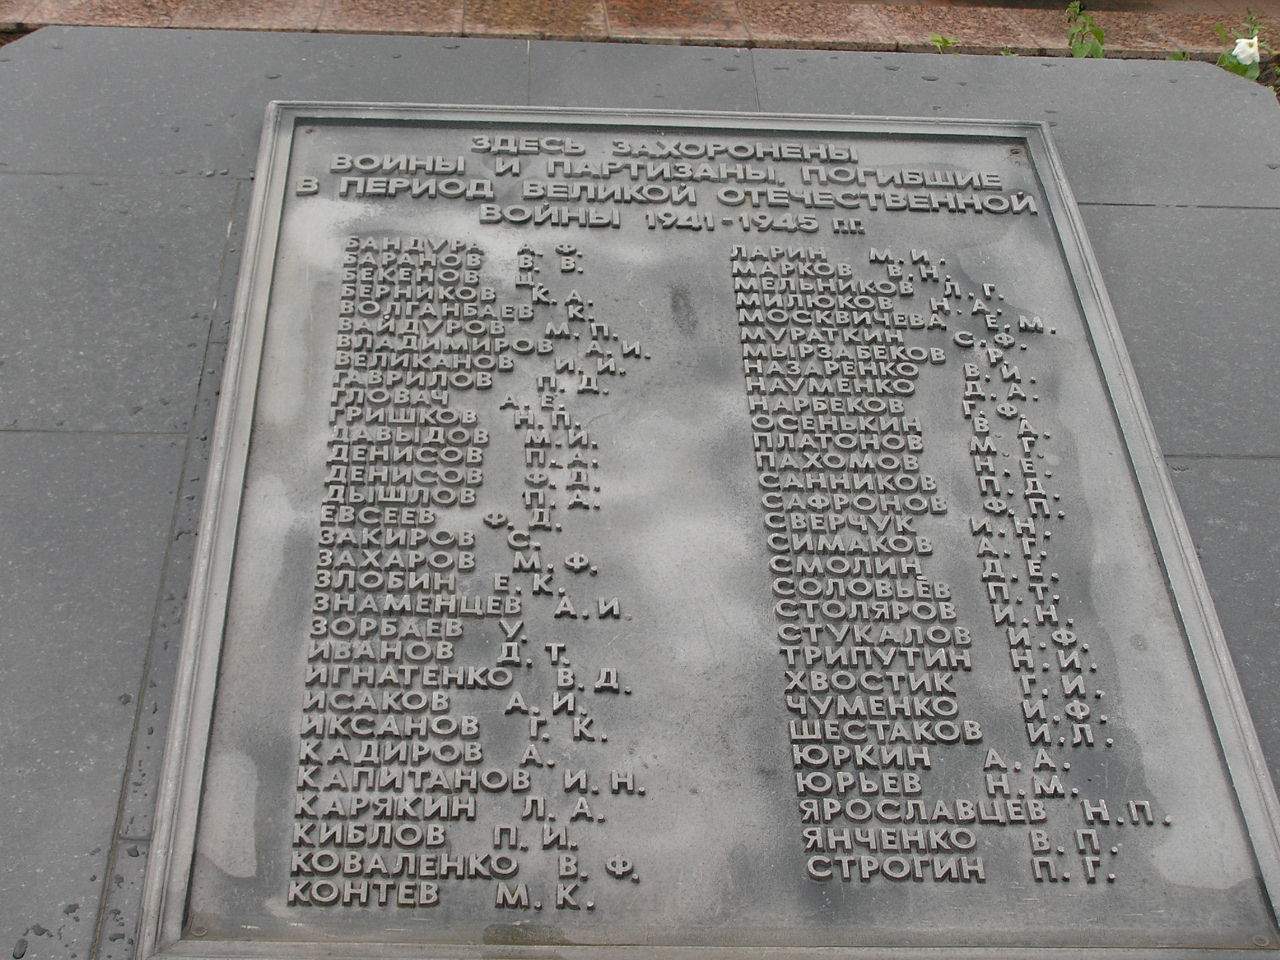 ЗДЕСЬ ЗАХОРОНЕНЫ
ВОИНЫ И ПАРТИЗАНЫ, ПОГИБШИЕ
В ПЕРИОД ВЕЛИКОЙ ОТЕЧЕСТВЕННОЙ
ВОЙНЫ 1941-1945 гг.
БАНДУРА А.Ф.
БАРАНОВ В.В.
БЕКЕНОВ Щ.
БЕРНИКОВ К.А.
ВОЛГАНБАЕВ К.
ВАЙДУРОВ М.П.
ВЛАДИМИРОВ А.И.
ВЕЛИКАНОВ И.И.
ГАВРИЛОВ П.Д.
ГЛОВАЧ А.Е.
ГРИШКОВ Н.П.
ДАВЫДОВ М.И.
ДЕНИСОВ П.А.
ДЕНИСОВ Ф.Д.
ДЫШЛОВ П.А.
ЕВСЕЕВ Ф.Д.
ЗАКИРОВ С.
ЗАХАРОВ М.Ф.
ЗЛОБИН Е.К.
ЗНАМЕНЩЕВ А.И
ЗОРБАЕВ У.
ИВАНОВ Д.Т.
ИГНАТЕНКО В.Д.
ИСАКОВ А.И.
ИКСАНОВ Г.К.
КАДИРОВ А.
КАПИТАНОВ И.Н.
КАРЯКИН Л.А.
КИБЛОВ П.И.
КОВАЛЕНКО В.Ф.
КОНТЕВ М.К.
ЛАРИН М.И.
МАРКОВ В.Н.
МЕЛЬНИКОВ Л.Г.
МИЛЮКОВ Н.А.
МОСКВИЧЕВА Е.М.
МУРАТКИН С.Ф.
МЫРЗАБЕКОВ Р.
НАЗАРЕНКО В.И.
НАУМЕНКО Д.А.
НАРБЕКОВ Г.Ф.
ОСЕНЬКИН В.А.
ПЛАТОНОВ М.Г.
ПАХОМОВ Н.Е.
САННИКОВ П.Д.
САФРОНОВ П.П.
СВЕРЧУК И.Н.
СИМАКОВ А.Г.
СМОЛИН Д.Е.
СОЛОВЬЁВ П.Т.
СТОЛЯРОВ И.Н.
СТУКАЛОВ И.Ф.
ТРИПУТИН Н.И.
ХВОСТИК Г.И.
ЧУМЕНКО И.Ф.
ШЕСТАКОВ И.Л.
ЮРКИН А.А.
ЮРЬЕВ Н.М.
ЯРОСЛАВЦЕВ Н.П.
ЯНЧЕНКО В.П.
СТРОГИН П.Г.